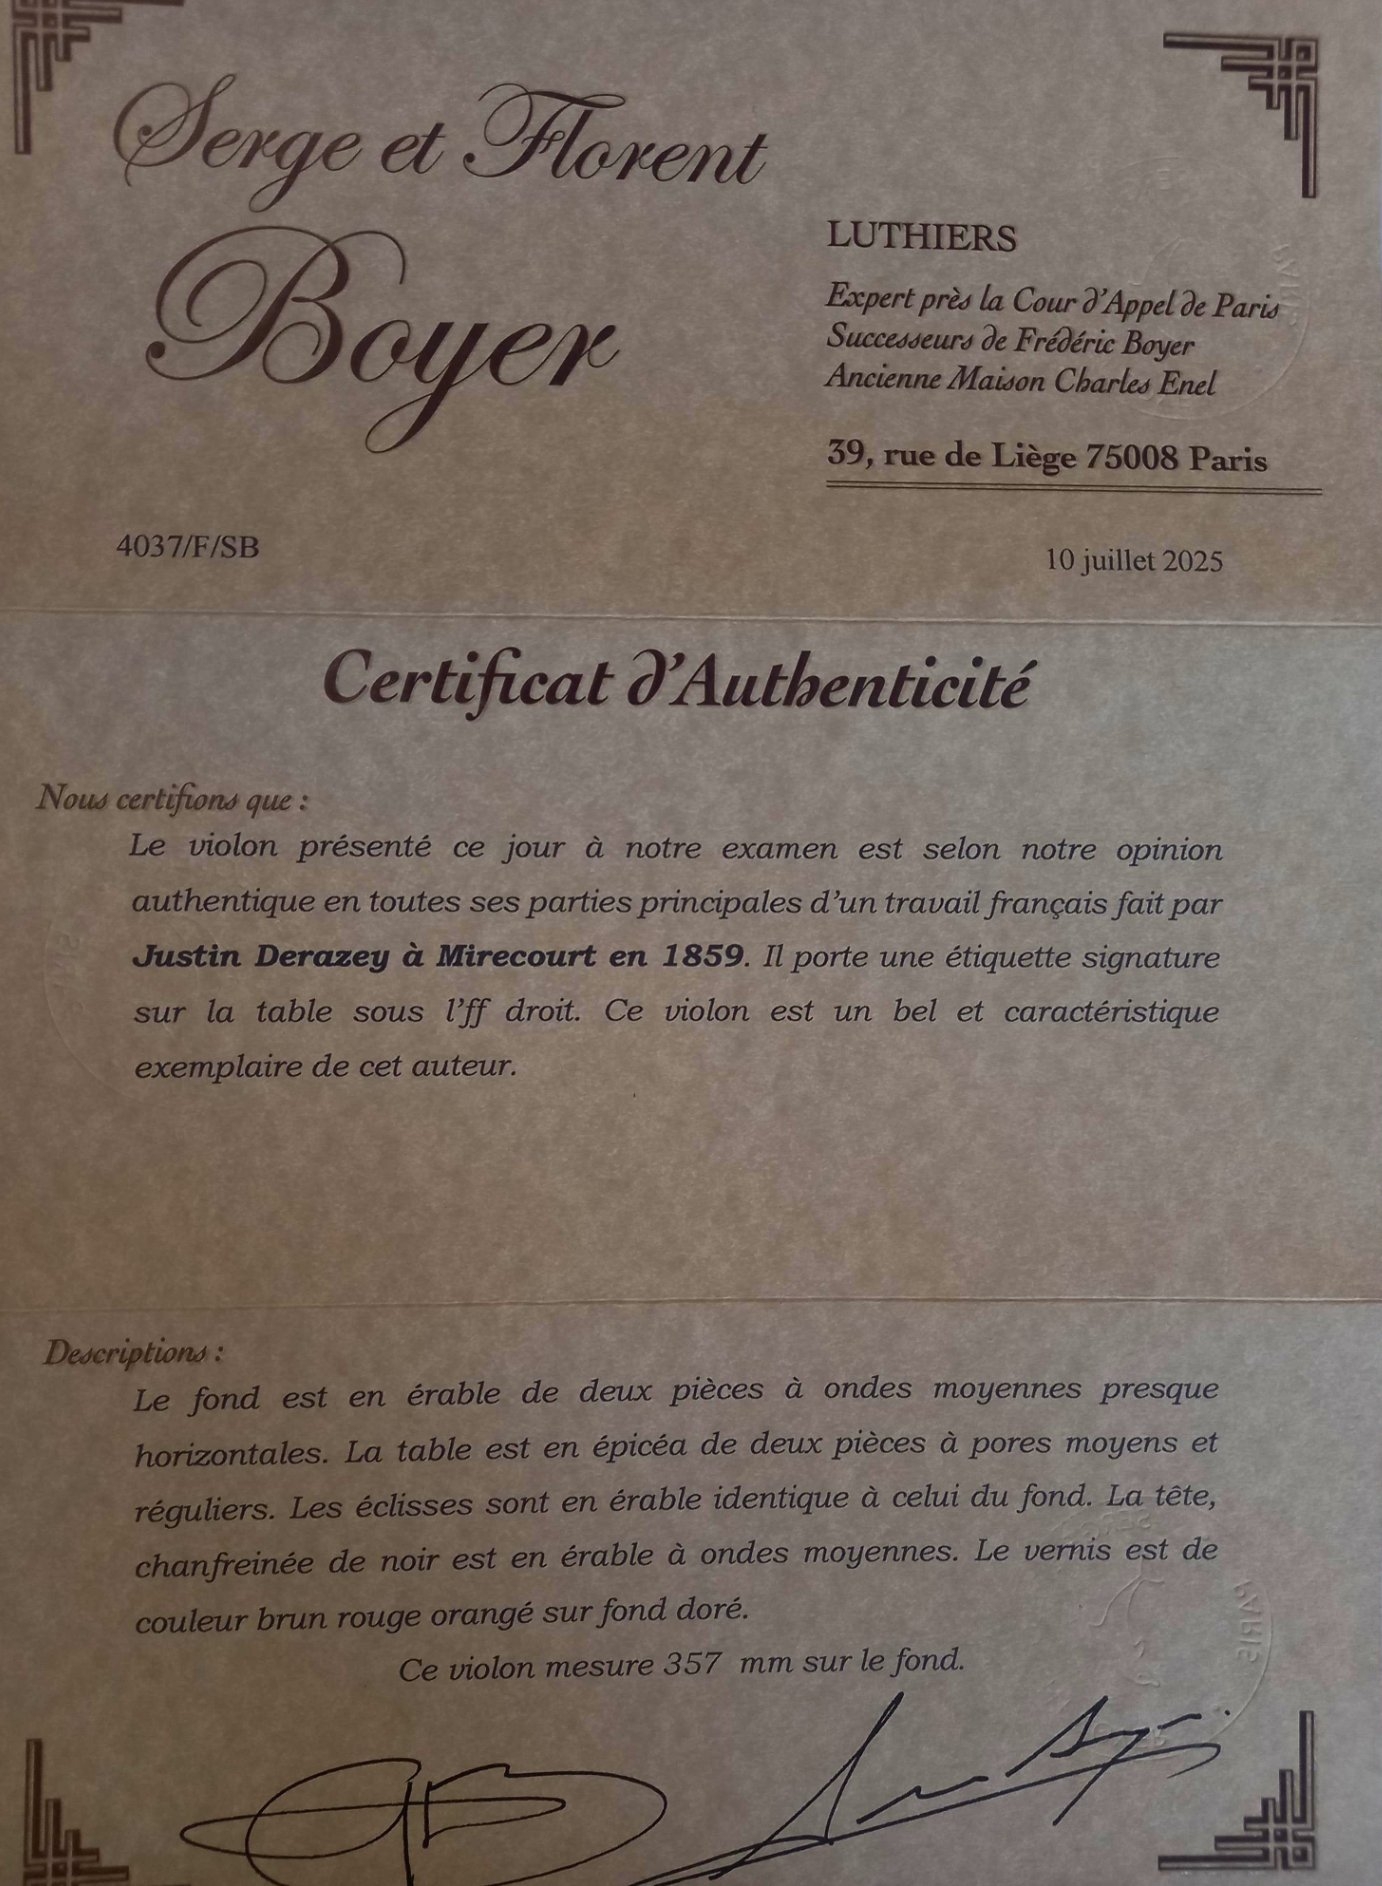 Serge et Florent
Boyer
LUTHIERS
Expert près la Cour d'Appel de Paris
Successeurs de Frédéric Boyer
Ancienne Maison Charles Enel
39, rue de Liège 75008 Paris
4037/F/SB
10 juillet 2025
Certificat d'Authenticité
Nous certifions que :
Le violon présenté ce jour à notre examen est selon notre opinion
authentique en toutes ses parties principales d'un travail français fait par
Justin Derazey à Mirecourt en 1859. Il porte une étiquette signature
sur la table sous l'ff droit. Ce violon est un bel et caractéristique
exemplaire de cet auteur.
Descriptions :
Le fond est en érable de deux pièces à ondes moyennes presque
horizontales. La table est en épicéa de deux pièces à pores moyens et
réguliers. Les éclisses sont en érable identique à celui du fond. La tête,
chanfreinée de noir est en érable à ondes moyennes. Le vernis est de
couleur brun rouge orangé sur fond doré.
Ce violon mesure 357 mm sur le fond.